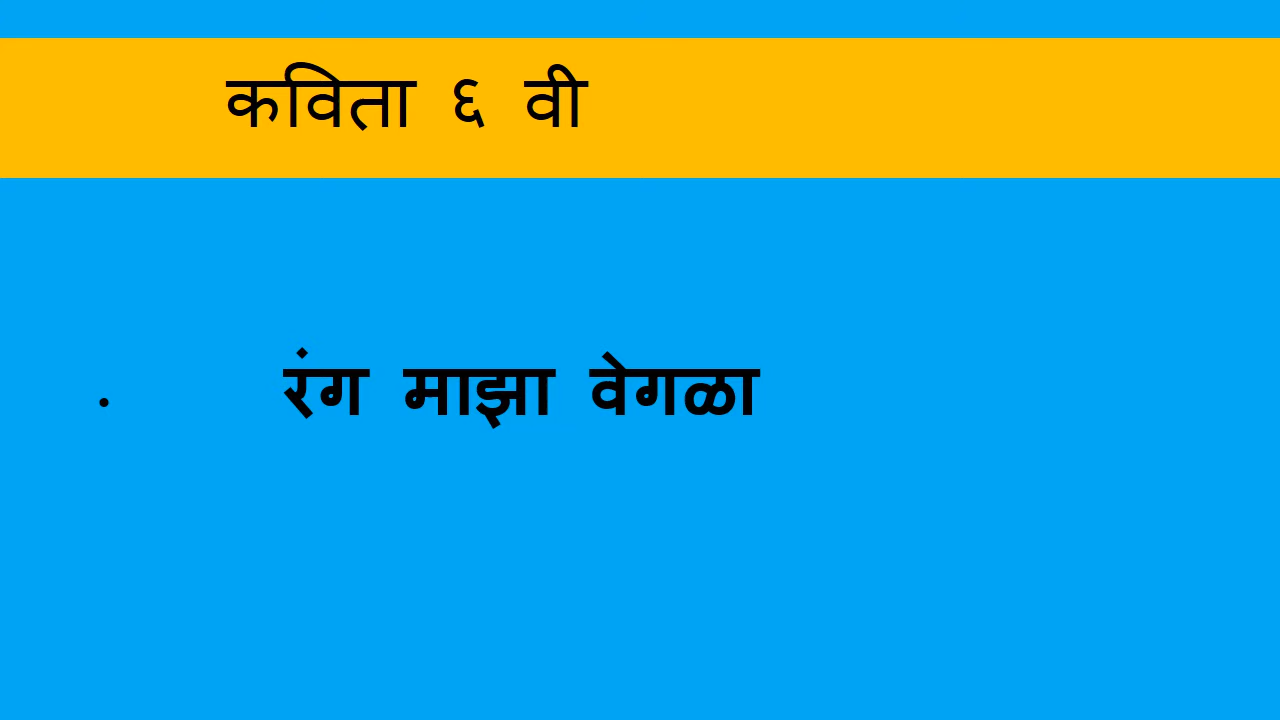 कविता ६ वी
• रंग माझा वेगळा